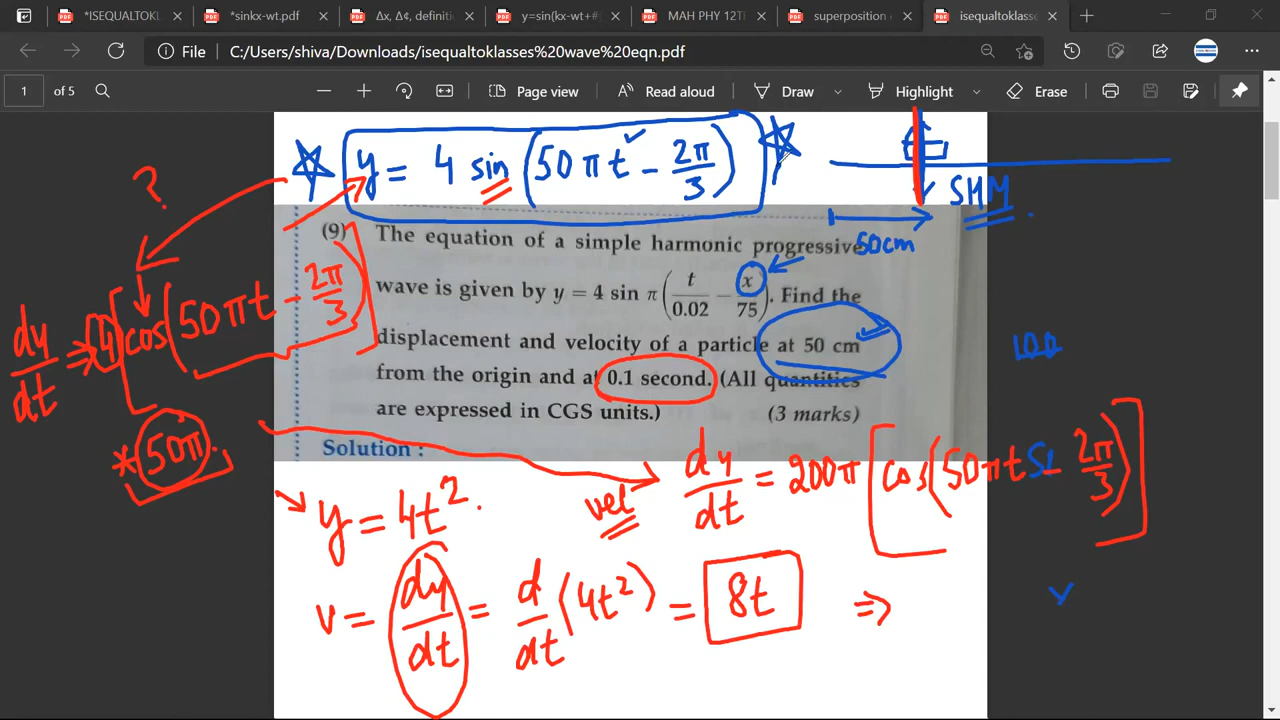 *ISEQUALTOKL
*sinkx-wt.pdf
Δx, Δ¢, definiti
y=sin(kx-wt+#
MAH PHY 12TH
superposition o
isequaltoklasse
File
C:/Users/shiva/Downloads/isequaltoklasses%20wave%20eqn.pdf
1 of 5
Page view
Read aloud
Draw
Highlight
Erase
y = 4 sin (50πt - 2π/3)
SHM
50cm
?
(9) The equation of a simple harmonic progressive
wave is given by y = 4 sin π(t/0.02 − x/75). Find the
displacement and velocity of a particle at 50 cm
from the origin and at 0.1 second. (All quantities
are expressed in CGS units.) (3 marks)
Solution :
dy/dt ⇒ 4 cos (50πt - 2π/3)
* 50π
100
vel dy/dt = 200π [cos(50πt - 2π/3)]
y = 4t².
v = dy/dt = d/dt (4t²) = 8t ⇒